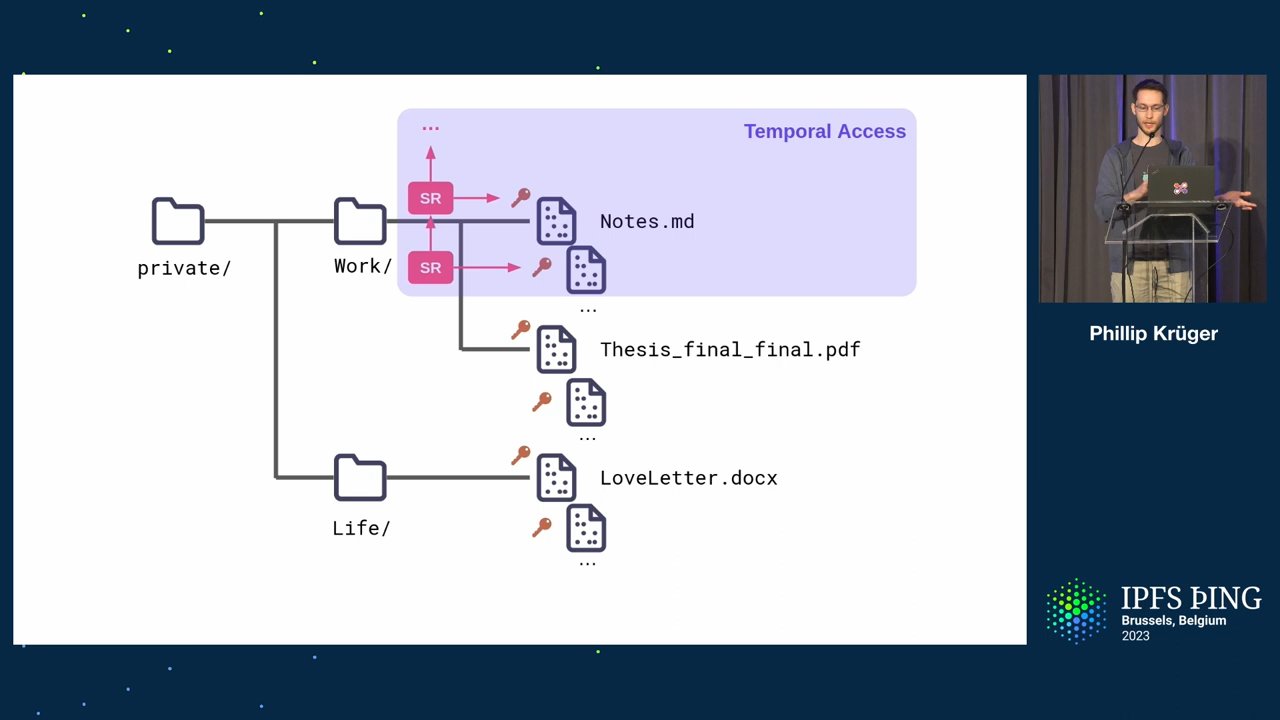 Temporal Access
...
SR
Notes.md
private/
Work/
SR
...
Thesis_final_final.pdf
...
LoveLetter.docx
Life/
...
Phillip Krüger
IPFS ÞING
Brussels, Belgium
2023